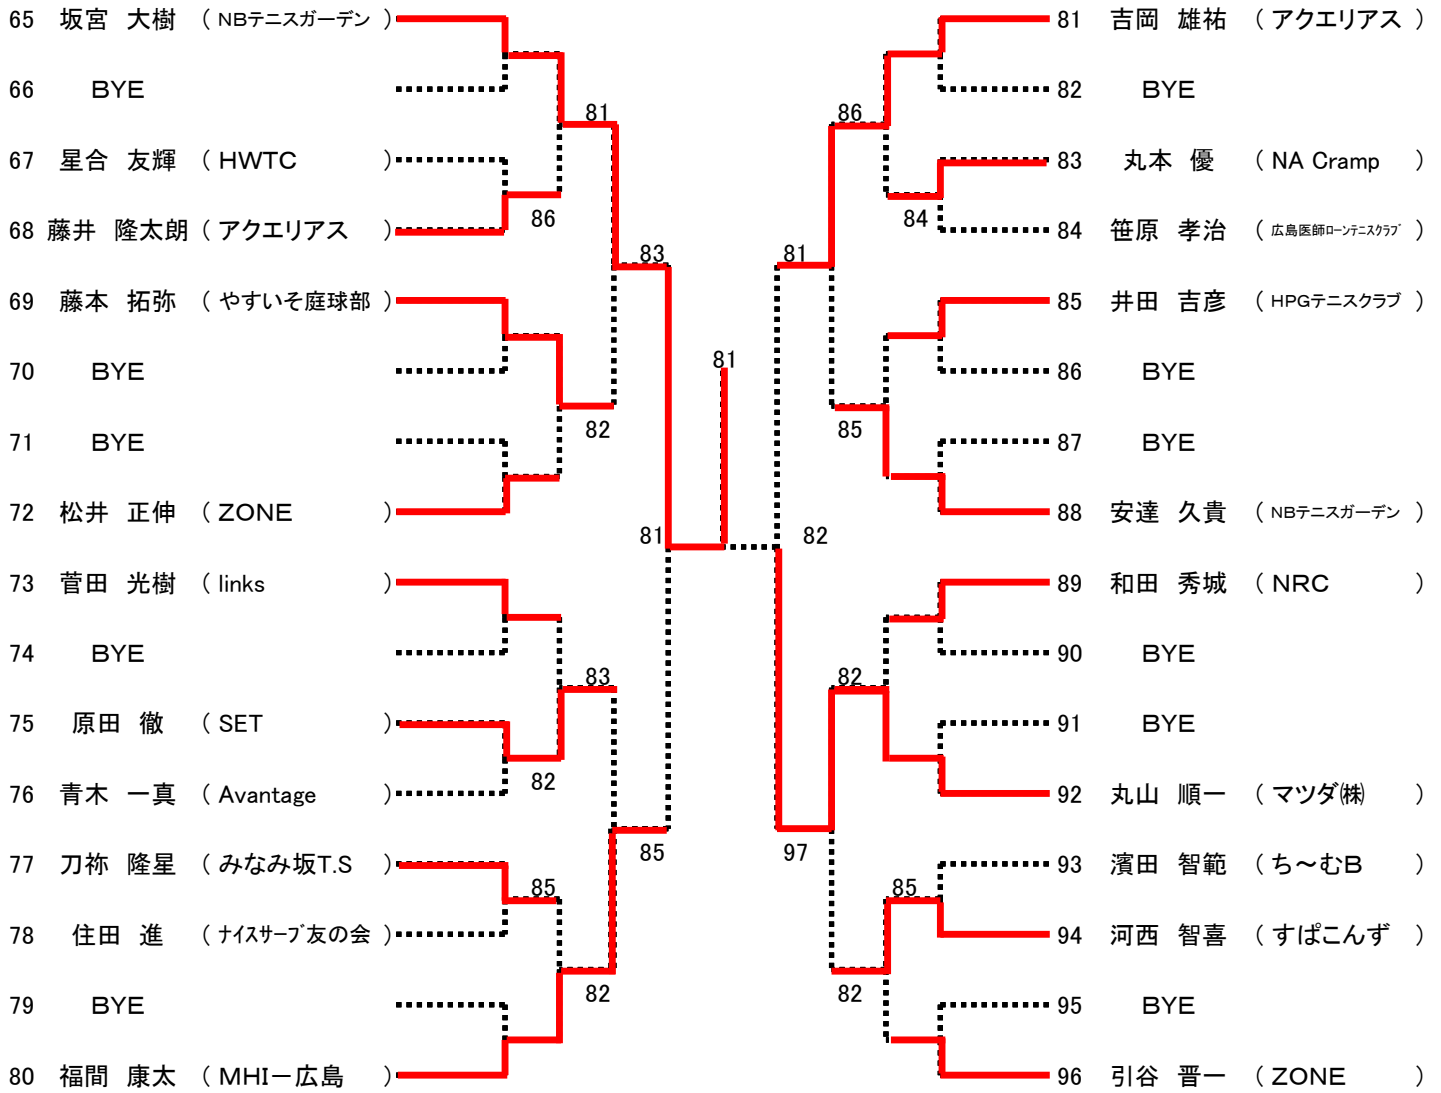 65 坂宮 大樹 ( NBテニスガーデン )
66 BYE
81
67 星合 友輝 ( HWTC )
86
68 藤井 隆太朗 ( アクエリアス )
83
69 藤本 拓弥 ( やすいそ庭球部 )
70 BYE
82
71 BYE
72 松井 正伸 ( ZONE )
81
73 菅田 光樹 ( links )
74 BYE
83
75 原田 徹 ( SET )
82
76 青木 一真 ( Avantage )
85
77 刀祢 隆星 ( みなみ坂T.S )
85
78 住田 進 ( ナイスサーブ友の会 )
82
79 BYE
80 福間 康太 ( MHI－広島 )
81
81 吉岡 雄祐 ( アクエリアス )
82 BYE
86
83 丸本 優 ( NA Cramp )
84
84 笹原 孝治 ( 広島医師ローンテニスクラブ )
81
85 井田 吉彦 ( HPGテニスクラブ )
86 BYE
85
87 BYE
88 安達 久貴 ( NBテニスガーデン )
82
89 和田 秀城 ( NRC )
90 BYE
82
91 BYE
92 丸山 順一 ( マツダ㈱ )
97
93 濱田 智範 ( ち～むB )
85
94 河西 智喜 ( すぱこんず )
82
95 BYE
96 引谷 晋一 ( ZONE )